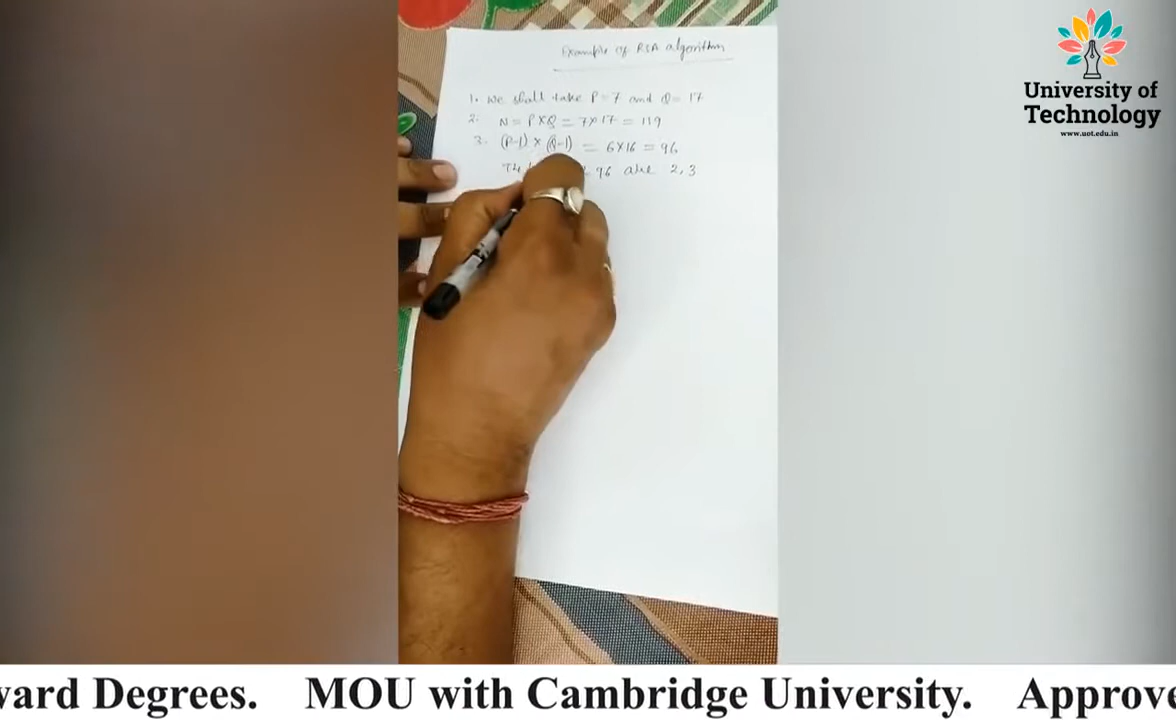 Example of RSA algorithm
1. We shall take P = 7 and Q = 17
2. N = P × Q = 7 × 17 = 119
3. (P-1) × (Q-1) = 6 × 16 = 96
96 are 2, 3
University of
Technology
www.uot.edu.in
ward Degrees. MOU with Cambridge University. Approve